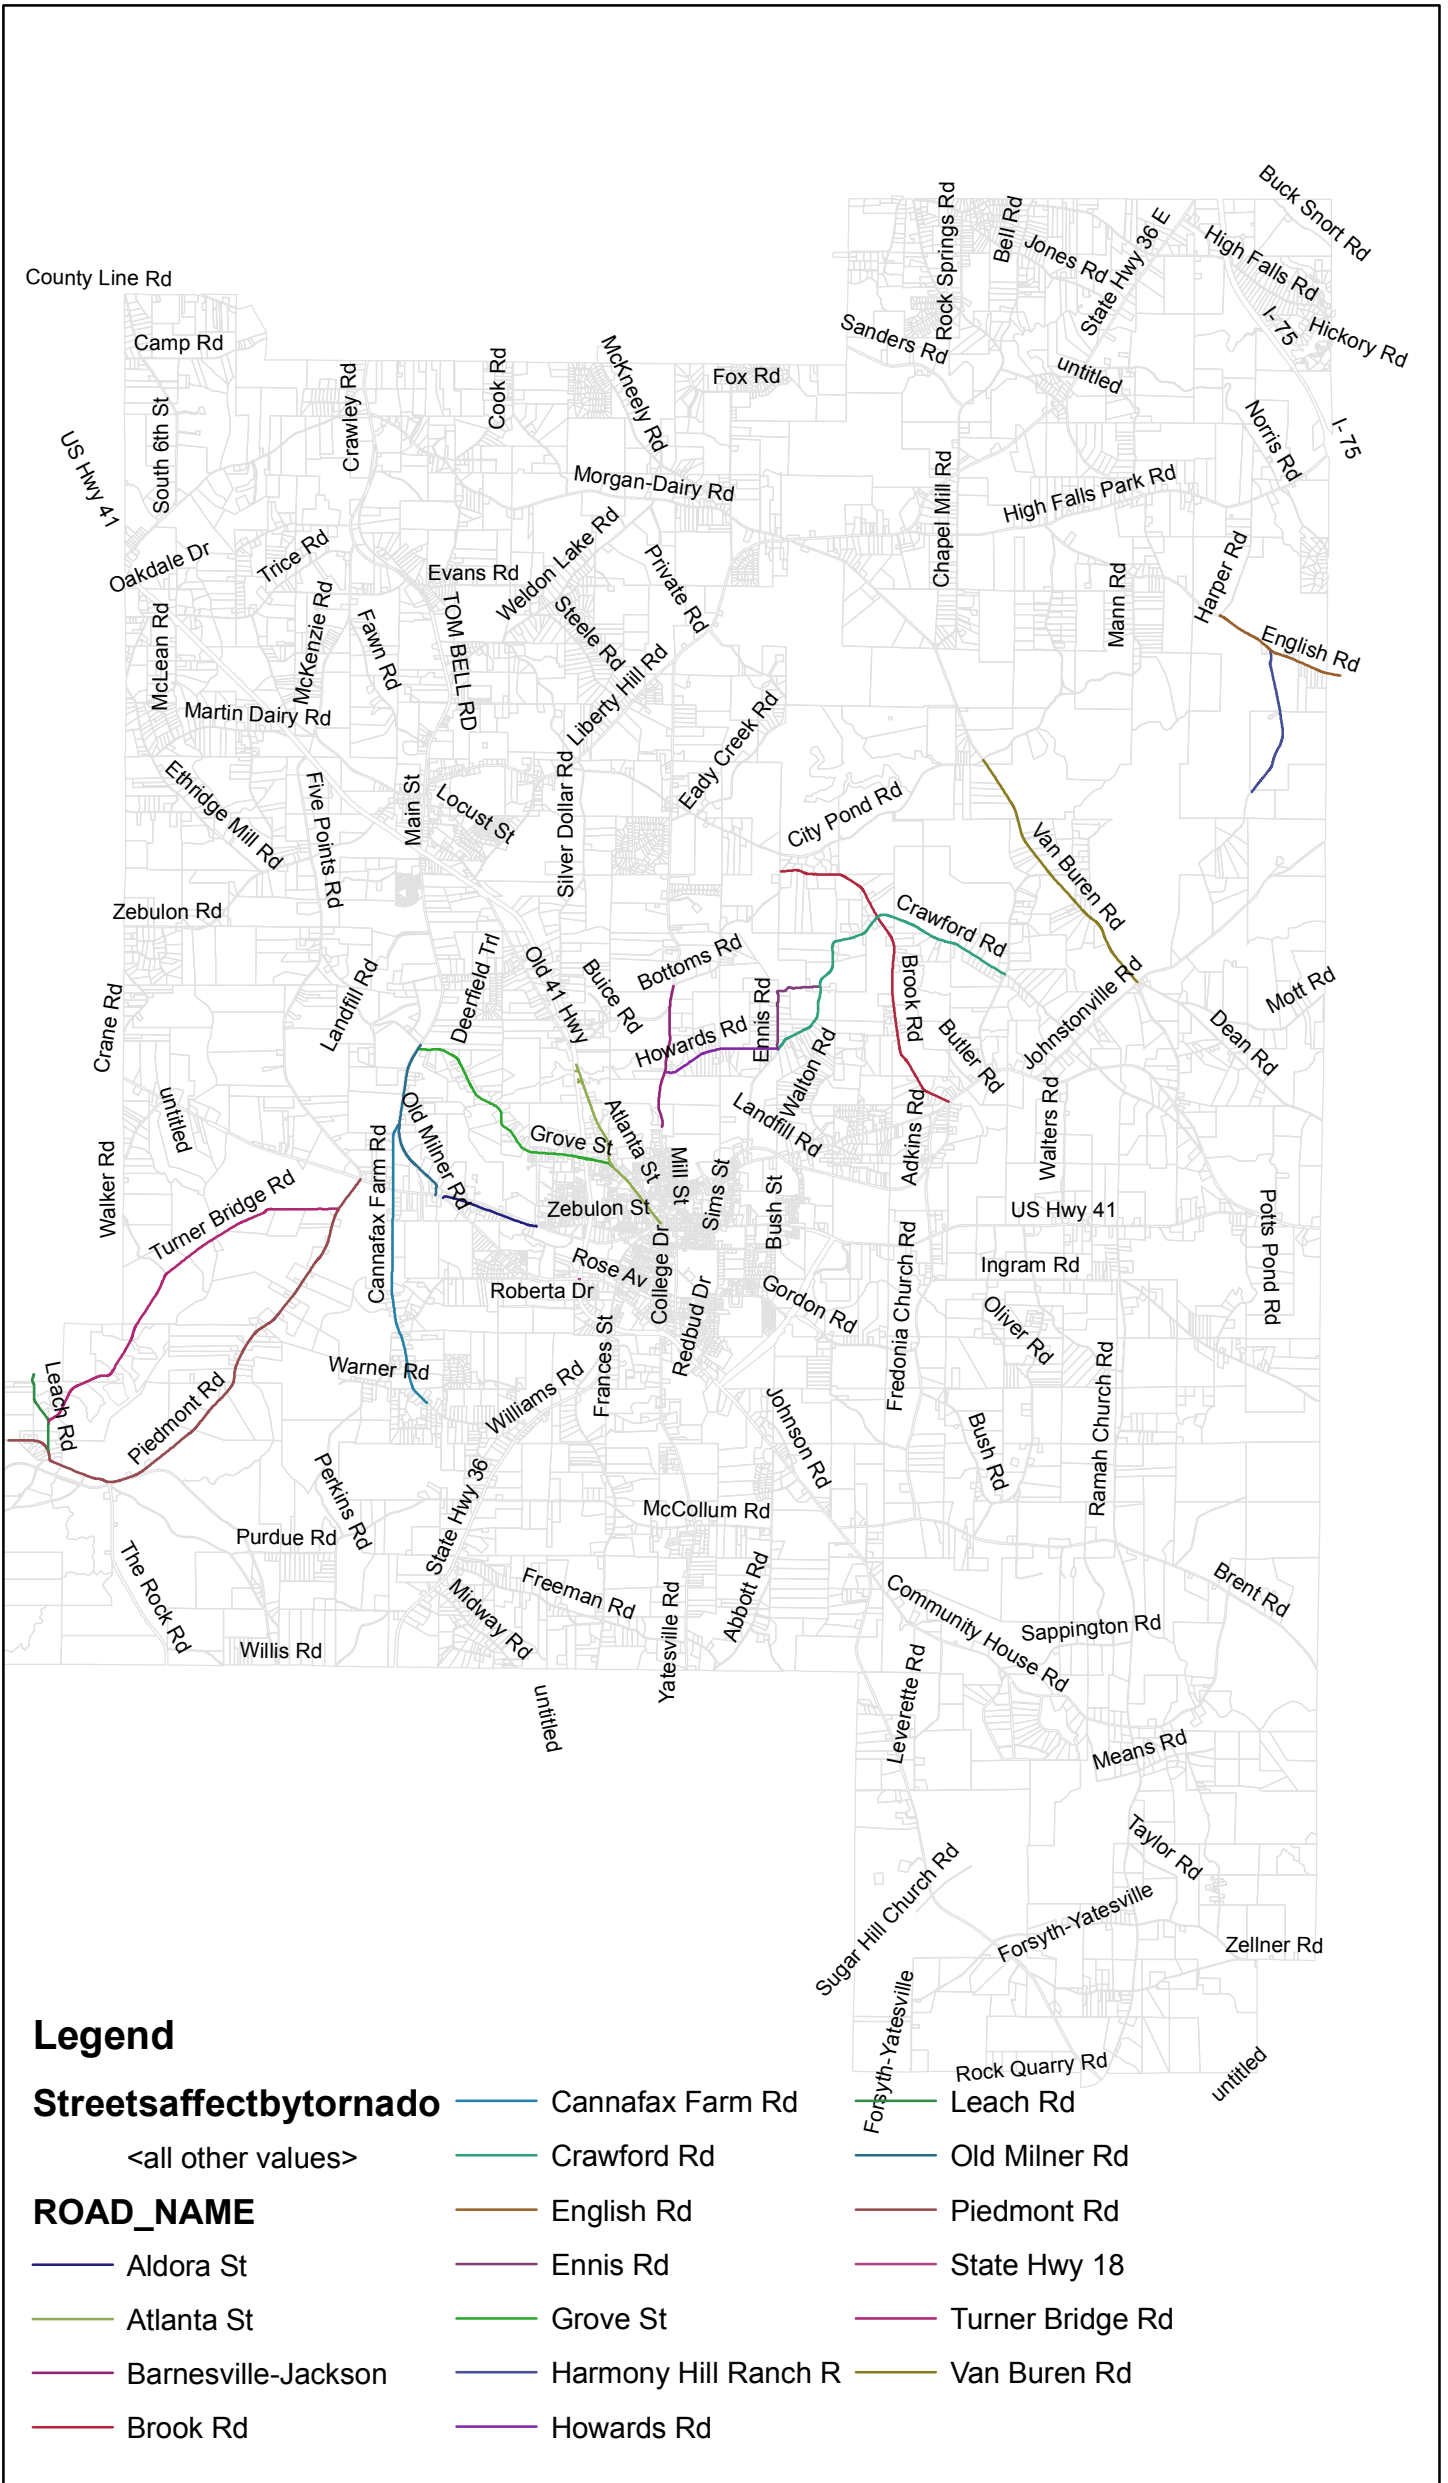 Buck Snort Rd
Rock Springs Rd
Bell Rd
Jones Rd
State Hwy 36 E
High Falls Rd
County Line Rd
I- 75
Hickory Rd
Camp Rd
Sanders Rd
McKneely Rd
Fox Rd
untitled
Crawley Rd
Cook Rd
South 6th St
US Hwy 41
Norris Rd
I- 75
Morgan-Dairy Rd
Chapel Mill Rd
High Falls Park Rd
Oakdale Dr
Trice Rd
Evans Rd
Weldon Lake Rd
Private Rd
Harper Rd
Mann Rd
McLean Rd
McKenzie Rd
Fawn Rd
TOM BELL RD
Steele Rd
Liberty Hill Rd
English Rd
Martin Dairy Rd
Eady Creek Rd
Ethridge Mill Rd
Five Points Rd
Main St
Locust St
Silver Dollar Rd
City Pond Rd
Van Buren Rd
Zebulon Rd
Crawford Rd
Landfill Rd
Deerfield Trl
Old 41 Hwy
Buice Rd
Bottoms Rd
Ennis Rd
Brook Rd
Johnstonville Rd
Mott Rd
Crane Rd
Howards Rd
Walton Rd
Butler Rd
Dean Rd
untitled
Old Milner Rd
Grove St
Atlanta St
Landfill Rd
Adkins Rd
Walters Rd
Walker Rd
Turner Bridge Rd
Cannafax Farm Rd
Zebulon St
Mill St
Sims St
Bush St
US Hwy 41
Potts Pond Rd
Rose Av
Roberta Dr
College Dr
Redbud Dr
Gordon Rd
Fredonia Church Rd
Ingram Rd
Oliver Rd
Leach Rd
Piedmont Rd
Warner Rd
Williams Rd
Frances St
Johnson Rd
Bush Rd
Ramah Church Rd
Perkins Rd
State Hwy 36
McCollum Rd
Purdue Rd
The Rock Rd
Willis Rd
Midway Rd
Freeman Rd
Yatesville Rd
Abbott Rd
Community House Rd
Sappington Rd
Brent Rd
untitled
Leverette Rd
Means Rd
Taylor Rd
Sugar Hill Church Rd
Forsyth-Yatesville
Zellner Rd
Forsyth-Yatesville
Rock Quarry Rd
untitled
Legend
Streetsaffectbytornado
<all other values>
ROAD_NAME
Aldora St
Atlanta St
Barnesville-Jackson
Brook Rd
Cannafax Farm Rd
Crawford Rd
English Rd
Ennis Rd
Grove St
Harmony Hill Ranch R
Howards Rd
Leach Rd
Old Milner Rd
Piedmont Rd
State Hwy 18
Turner Bridge Rd
Van Buren Rd